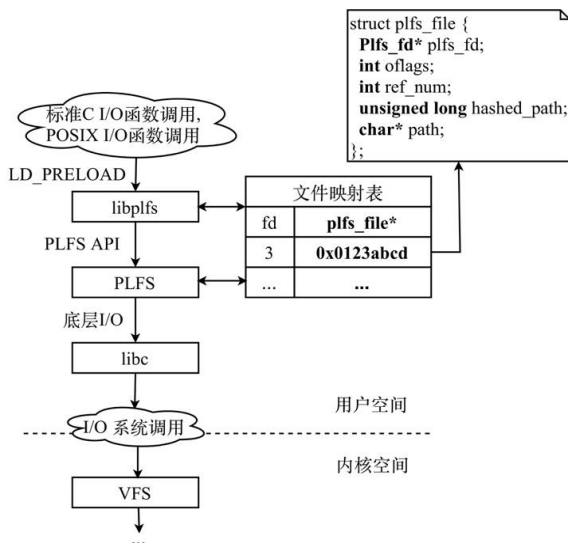 struct plfs_file {
Plfs_fd* plfs_fd;
int oflags;
int ref_num;
unsigned long hashed_path;
char* path;
};
标准C I/O函数调用,
POSIX I/O函数调用
LD_PRELOAD
libplfs
文件映射表
fd plfs_file*
3 0x0123abcd
... ...
PLFS API
PLFS
底层I/O
libc
用户空间
I/O 系统调用
内核空间
VFS
...